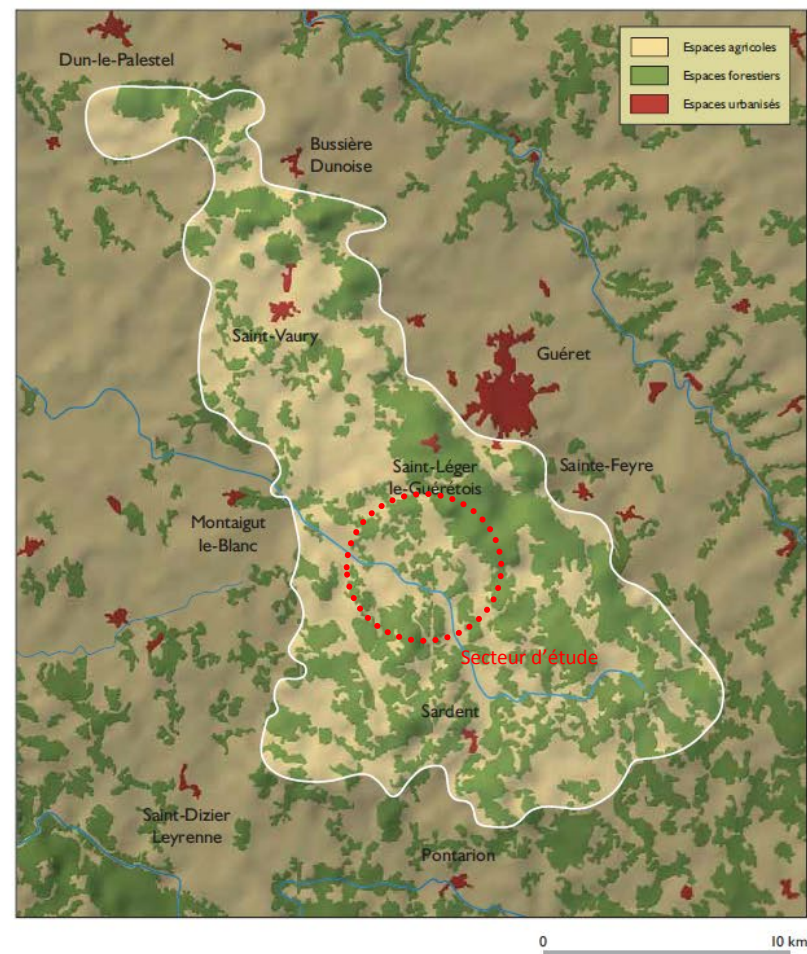 Dun-le-Palestel
Espaces agricoles
Espaces forestiers
Espaces urbanisés
Bussière
Dunoise
Saint-Vaury
Guéret
Saint-Léger
le-Guérétois
Sainte-Feyre
Montaigut
le-Blanc
Secteur d'étude
Sardent
Saint-Dizier
Leyrenne
Pontarion
0
10 km